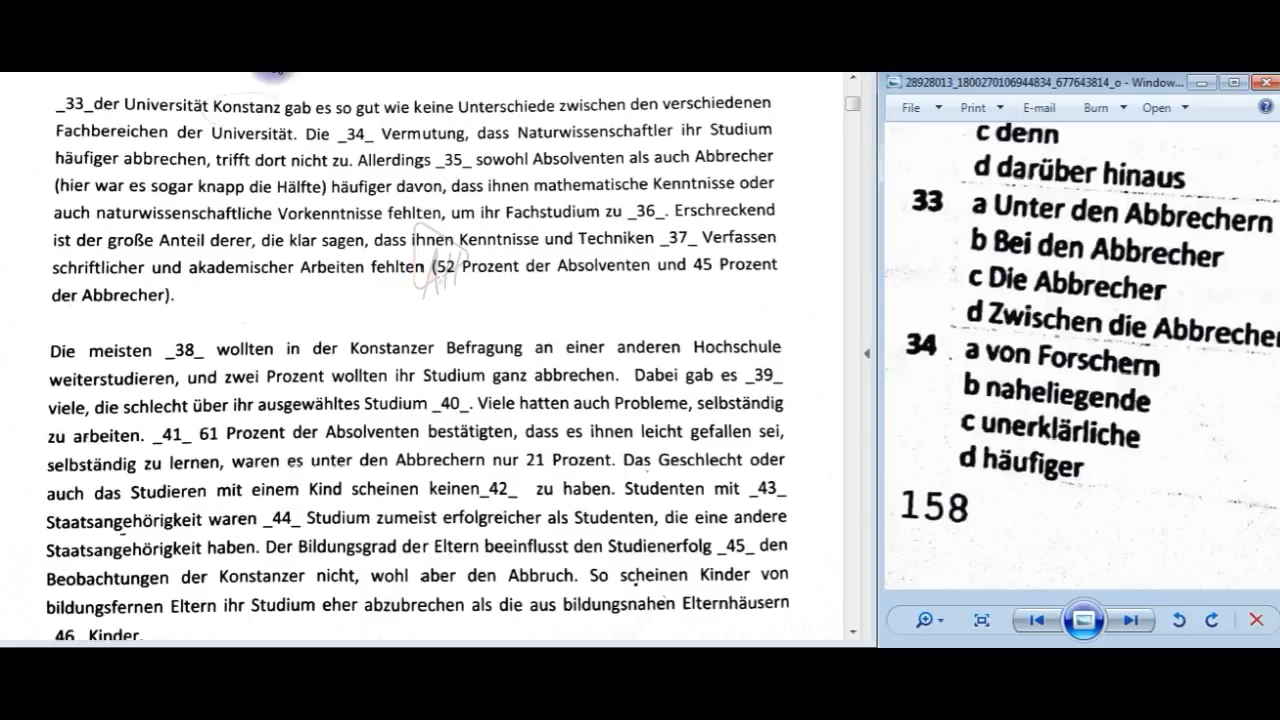 _33_der Universität Konstanz gab es so gut wie keine Unterschiede zwischen den verschiedenen
Fachbereichen der Universität. Die _34_ Vermutung, dass Naturwissenschaftler ihr Studium
häufiger abbrechen, trifft dort nicht zu. Allerdings _35_ sowohl Absolventen als auch Abbrecher
(hier war es sogar knapp die Hälfte) häufiger davon, dass ihnen mathematische Kenntnisse oder
auch naturwissenschaftliche Vorkenntnisse fehlten, um ihr Fachstudium zu _36_. Erschreckend
ist der große Anteil derer, die klar sagen, dass ihnen Kenntnisse und Techniken _37_ Verfassen
schriftlicher und akademischer Arbeiten fehlten (52 Prozent der Absolventen und 45 Prozent
der Abbrecher).
Die meisten _38_ wollten in der Konstanzer Befragung an einer anderen Hochschule
weiterstudieren, und zwei Prozent wollten ihr Studium ganz abbrechen. Dabei gab es _39_
viele, die schlecht über ihr ausgewähltes Studium _40_. Viele hatten auch Probleme, selbständig
zu arbeiten. _41_ 61 Prozent der Absolventen bestätigten, dass es ihnen leicht gefallen sei,
selbständig zu lernen, waren es unter den Abbrechern nur 21 Prozent. Das Geschlecht oder
auch das Studieren mit einem Kind scheinen keinen_42_ zu haben. Studenten mit _43_
Staatsangehörigkeit waren _44_ Studium zumeist erfolgreicher als Studenten, die eine andere
Staatsangehörigkeit haben. Der Bildungsgrad der Eltern beeinflusst den Studienerfolg _45_ den
Beobachtungen der Konstanzer nicht, wohl aber den Abbruch. So scheinen Kinder von
bildungsfernen Eltern ihr Studium eher abzubrechen als die aus bildungsnahen Elternhäusern
_46_ Kinder.
28928013_1800270106944834_677643814_o - Window...
File Print E-mail Burn Open
c denn
d darüber hinaus
33 a Unter den Abbrechern
b Bei den Abbrecher
c Die Abbrecher
d Zwischen die Abbrecher
34 a von Forschern
b naheliegende
c unerklärliche
d häufiger
158